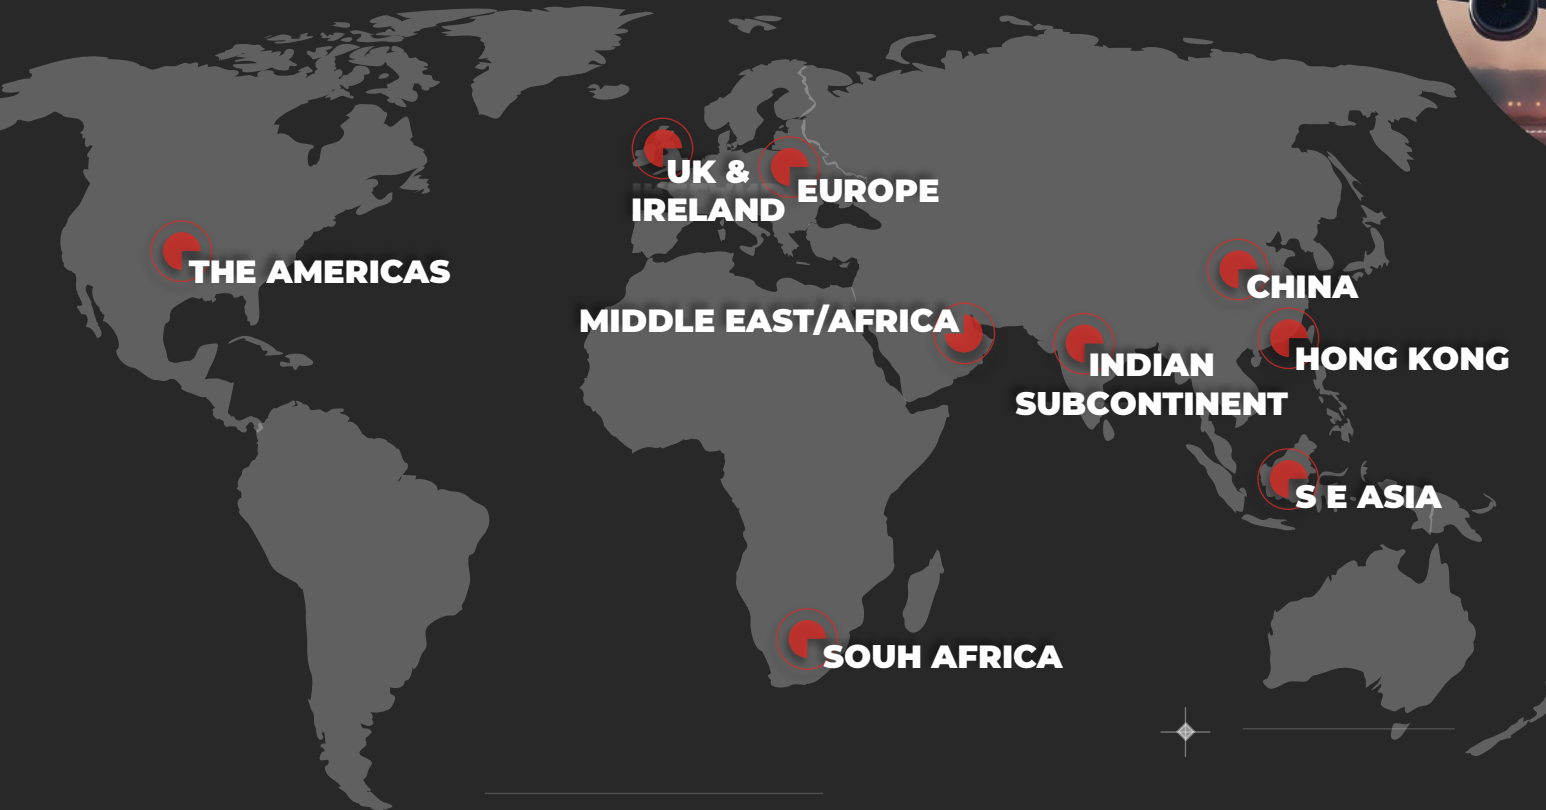 UK &
IRELAND
EUROPE
THE AMERICAS
CHINA
MIDDLE EAST/AFRICA
HONG KONG
INDIAN
SUBCONTINENT
S E ASIA
SOUH AFRICA